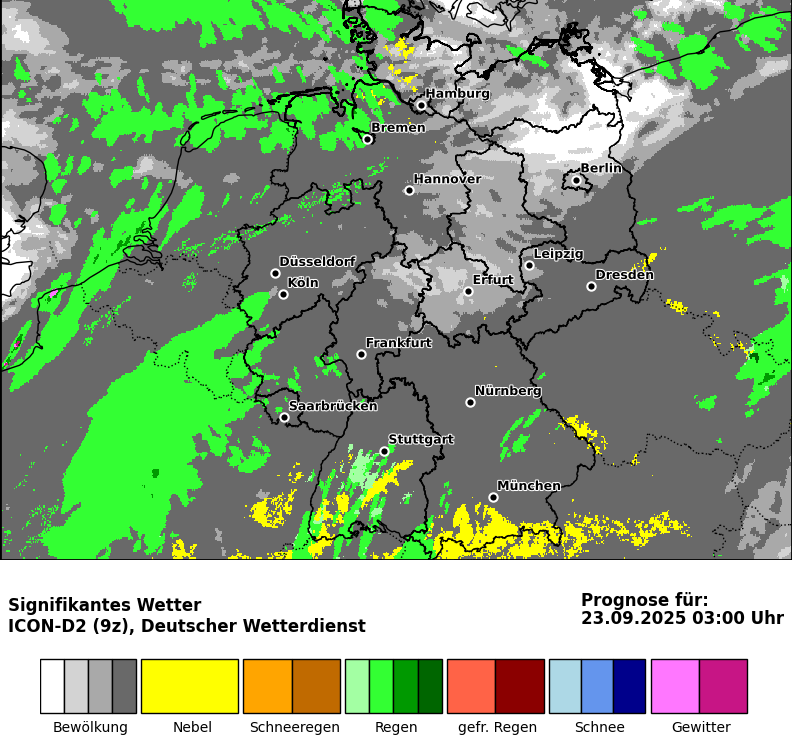 Hamburg
Bremen
Berlin
Hannover
Leipzig
Düsseldorf
Dresden
Köln
Erfurt
Frankfurt
Nürnberg
Saarbrücken
Stuttgart
München
Signifikantes Wetter
ICON-D2 (9z), Deutscher Wetterdienst
Prognose für:
23.09.2025 03:00 Uhr
Bewölkung Nebel Schneeregen Regen gefr. Regen Schnee Gewitter